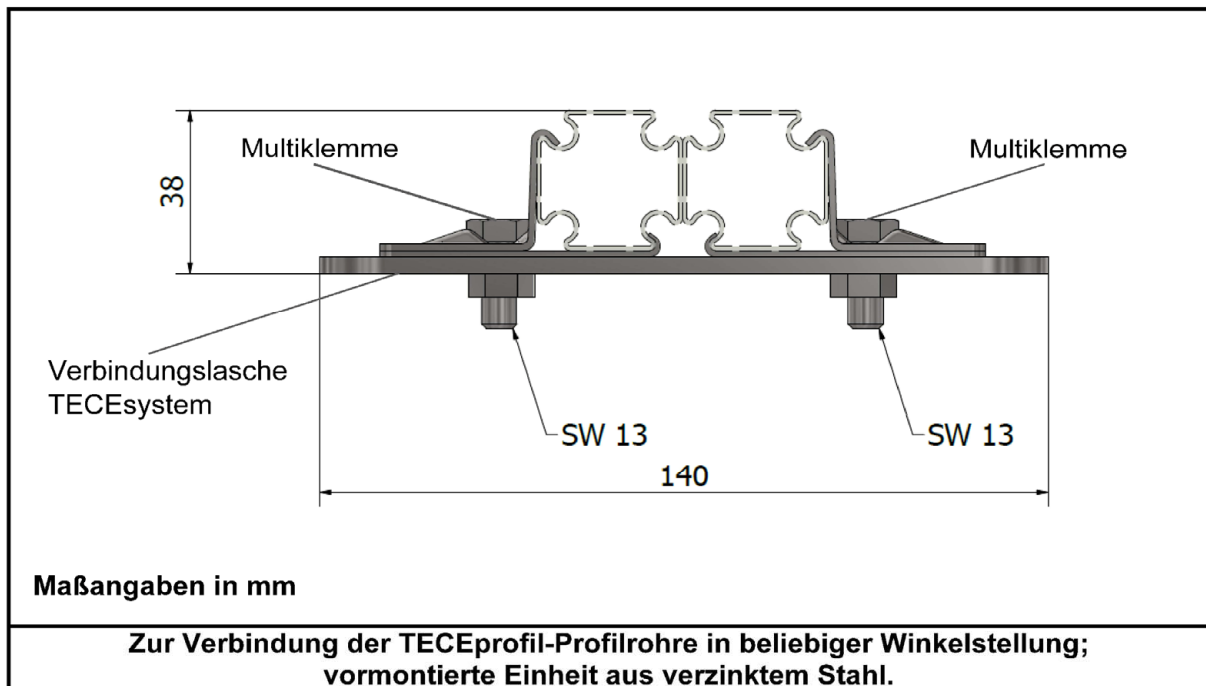 Multiklemme
Multiklemme
38
Verbindungslasche
TECEsystem
SW 13
SW 13
140
Maßangaben in mm
Zur Verbindung der TECEprofil-Profilrohre in beliebiger Winkelstellung;
vormontierte Einheit aus verzinktem Stahl.